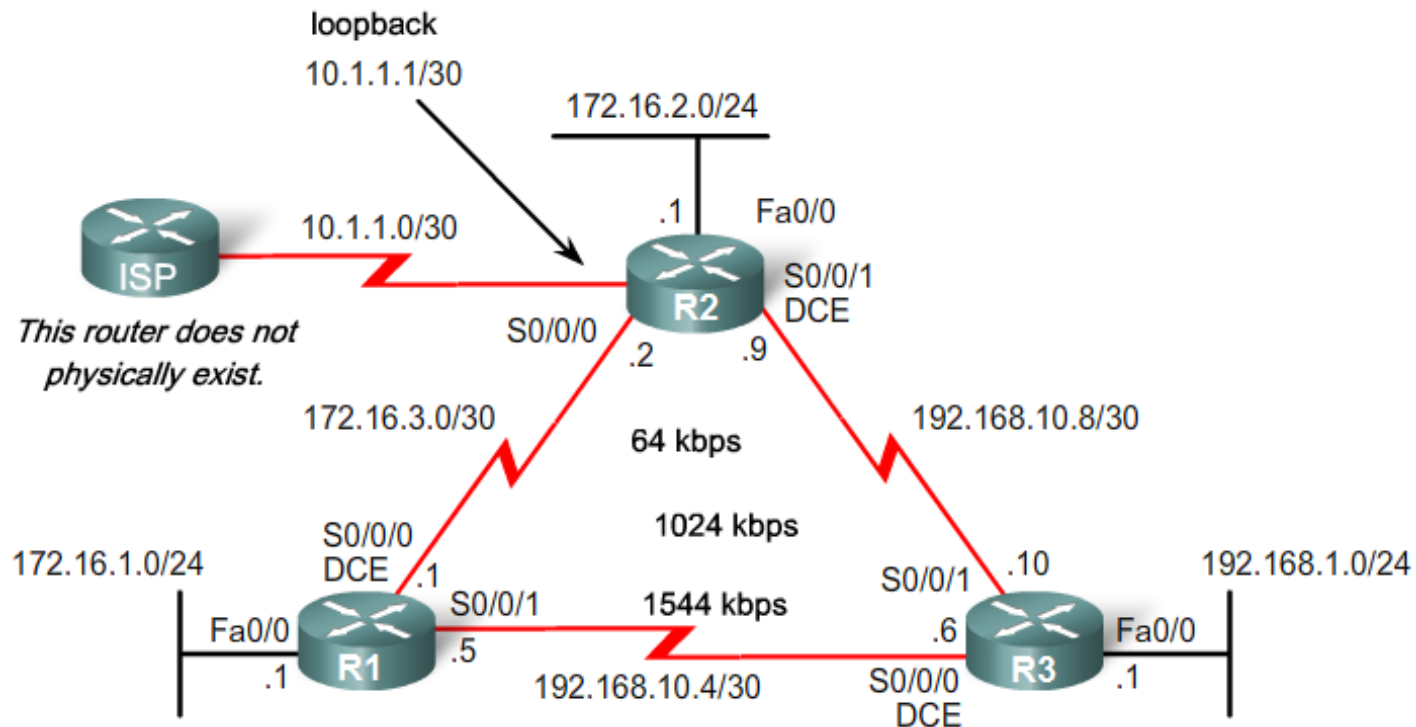 loopback
10.1.1.1/30
172.16.2.0/24
.1
Fa0/0
10.1.1.0/30
ISP
R2
S0/0/1
DCE
This router does not
physically exist.
S0/0/0
.2
.9
172.16.3.0/30
64 kbps
192.168.10.8/30
1024 kbps
S0/0/0
DCE
172.16.1.0/24
.1
S0/0/1
1544 kbps
S0/0/1
.10
192.168.1.0/24
Fa0/0
.1
R1
.5
192.168.10.4/30
.6
S0/0/0
DCE
R3
Fa0/0
.1